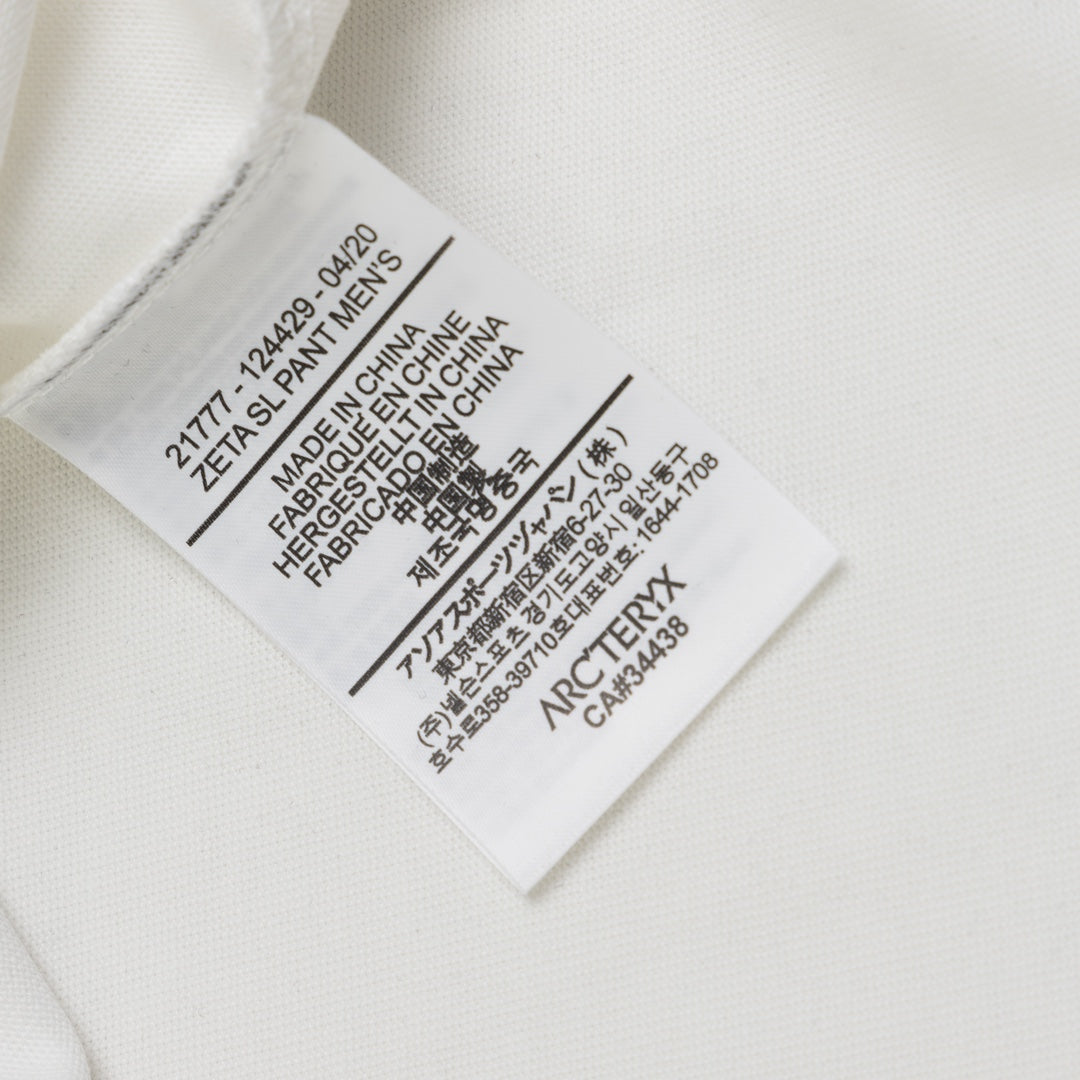 21777 - 124429 - 04/20
ZETA SL PANT MEN'S
MADE IN CHINA
FABRIQUÉ EN CHINE
HERGESTELLT IN CHINA
FABRICADO EN CHINA
中国制造
中國製
제조국명 중국
アソアスポーツヅャパン(株)
東京都新宿区新宿6-27-30
(주)넬슨스포츠 경기도고양시 일산동구
호수로358-39710호대표번호: 1644-1708
ARC'TERYX
CA#34438